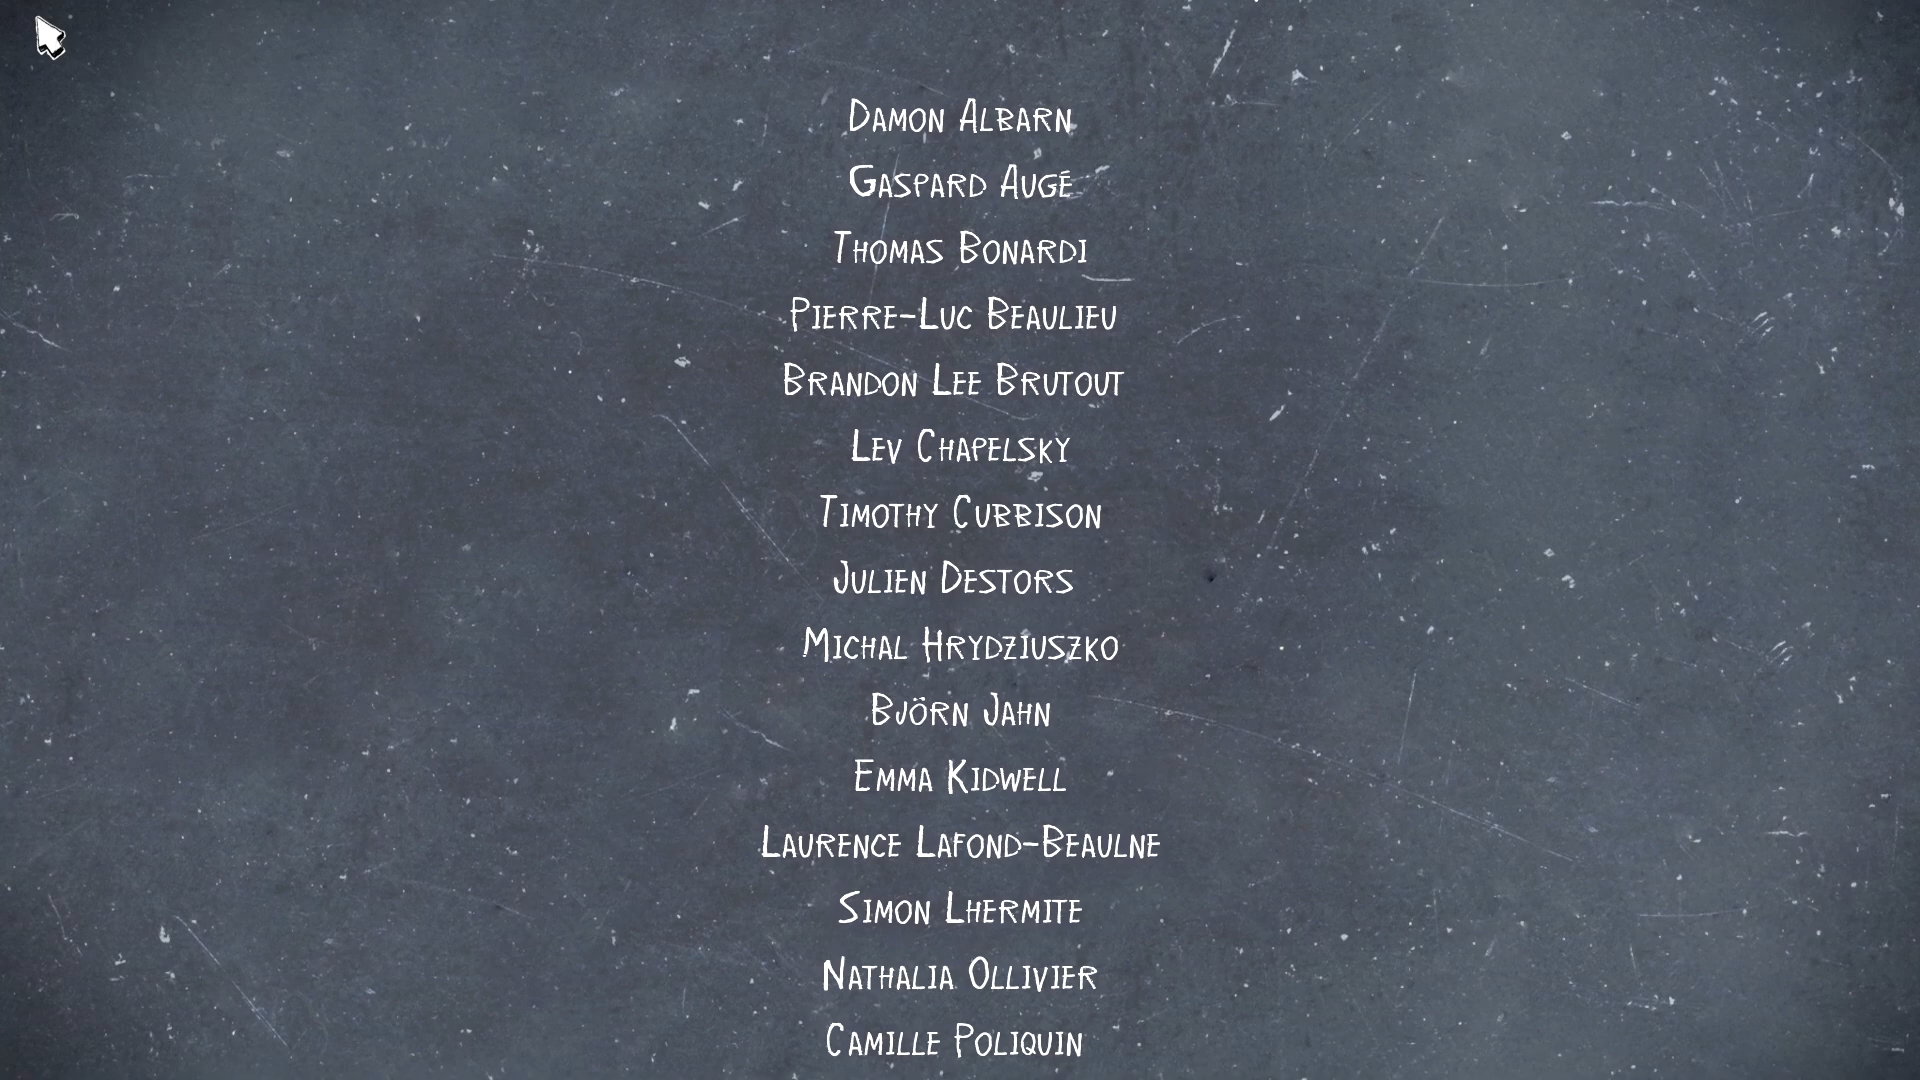 Damon Albarn
Gaspard Augé
Thomas Bonardi
Pierre-Luc Beaulieu
Brandon Lee Brutout
Lev Chapelsky
Timothy Cubbison
Julien Destors
Michal Hrydziuszko
Björn Jahn
Emma Kidwell
Laurence Lafond-Beaulne
Simon Lhermite
Nathalia Ollivier
Camille Poliquin